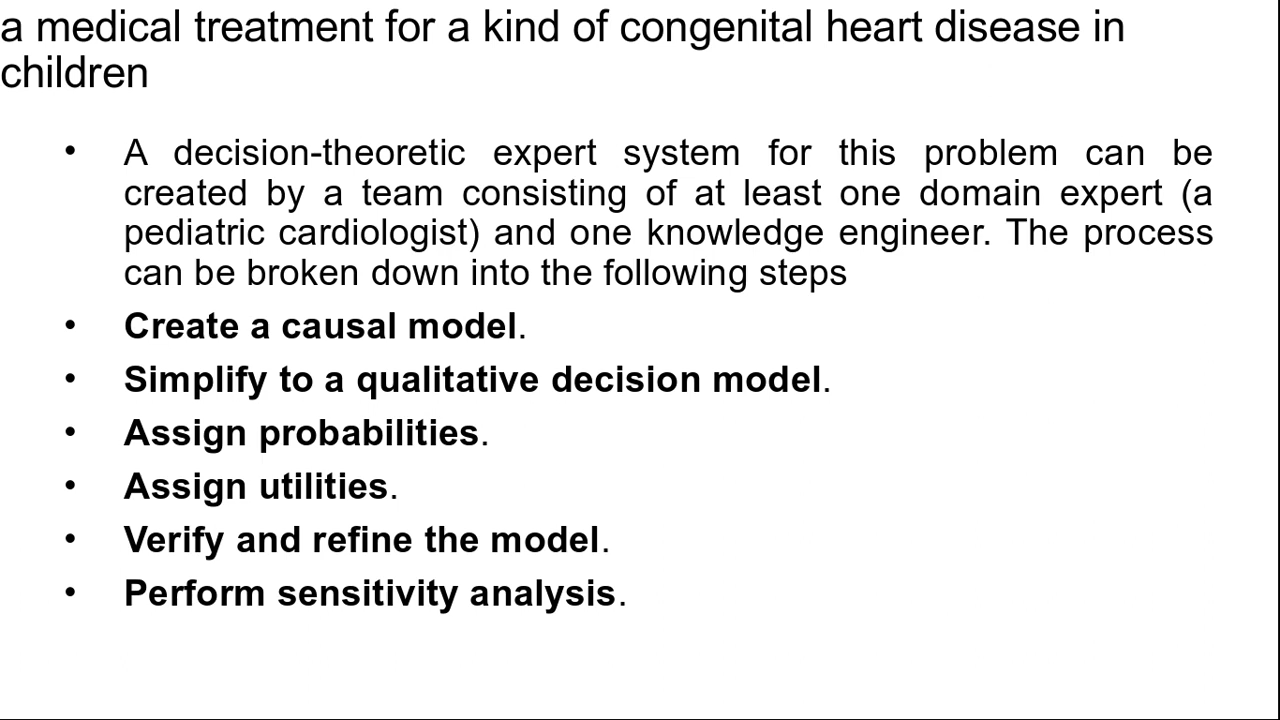 a medical treatment for a kind of congenital heart disease in
children
• A decision-theoretic expert system for this problem can be
created by a team consisting of at least one domain expert (a
pediatric cardiologist) and one knowledge engineer. The process
can be broken down into the following steps
• Create a causal model.
• Simplify to a qualitative decision model.
• Assign probabilities.
• Assign utilities.
• Verify and refine the model.
• Perform sensitivity analysis.